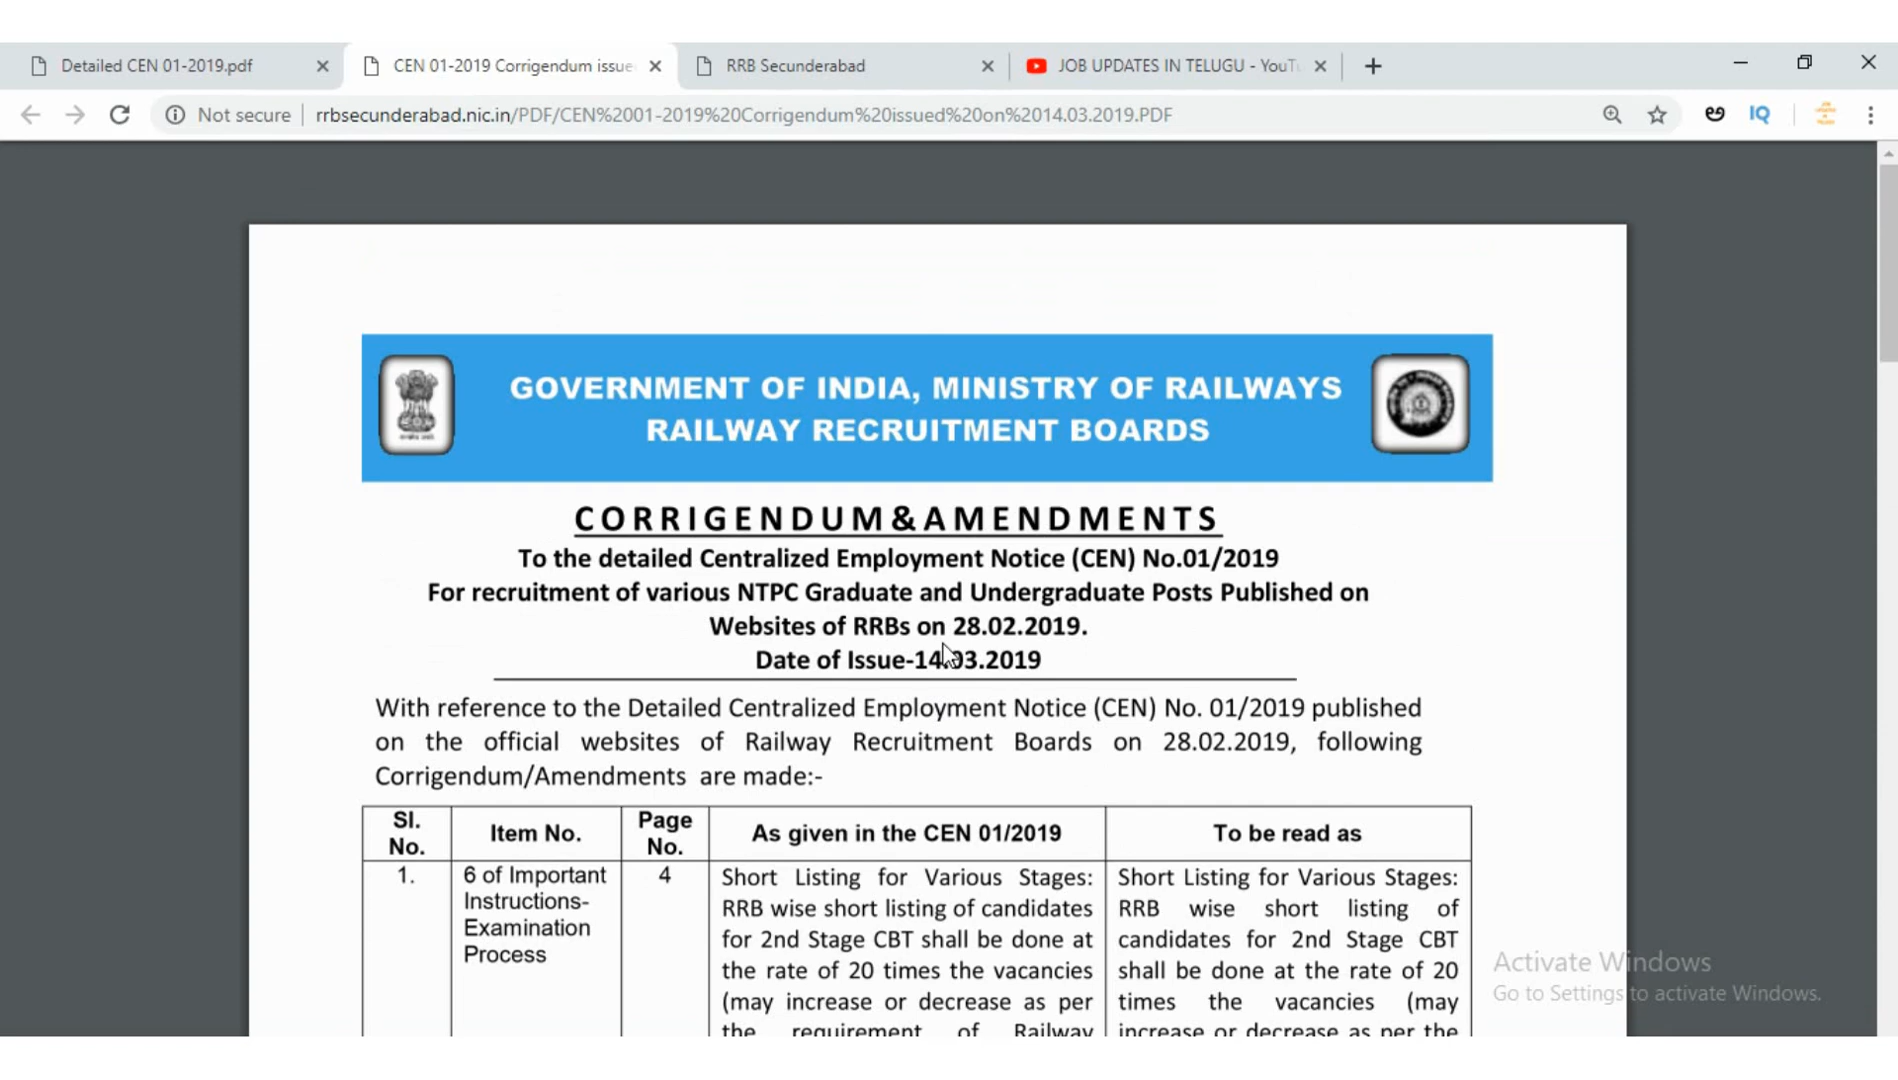 Detailed CEN 01-2019.pdf
CEN 01-2019 Corrigendum issue
RRB Secunderabad
JOB UPDATES IN TELUGU - YouTu
Not secure
rrbsecunderabad.nic.in/PDF/CEN%2001-2019%20Corrigendum%20issued%20on%2014.03.2019.PDF
IQ
GOVERNMENT OF INDIA, MINISTRY OF RAILWAYS
RAILWAY RECRUITMENT BOARDS
CORRIGENDUM&AMENDMENTS
To the detailed Centralized Employment Notice (CEN) No.01/2019
For recruitment of various NTPC Graduate and Undergraduate Posts Published on
Websites of RRBs on 28.02.2019.
Date of Issue-14.03.2019
With reference to the Detailed Centralized Employment Notice (CEN) No. 01/2019 published
on the official websites of Railway Recruitment Boards on 28.02.2019, following
Corrigendum/Amendments are made:-
Sl. No.
Item No.
Page No.
As given in the CEN 01/2019
To be read as
1.
6 of Important
Instructions-
Examination
Process
4
Short Listing for Various Stages:
RRB wise short listing of candidates
for 2nd Stage CBT shall be done at
the rate of 20 times the vacancies
(may increase or decrease as per
the requirement of Railway
Short Listing for Various Stages:
RRB wise short listing of
candidates for 2nd Stage CBT
shall be done at the rate of 20
times the vacancies (may
increase or decrease as per the
Activate Windows
Go to Settings to activate Windows.